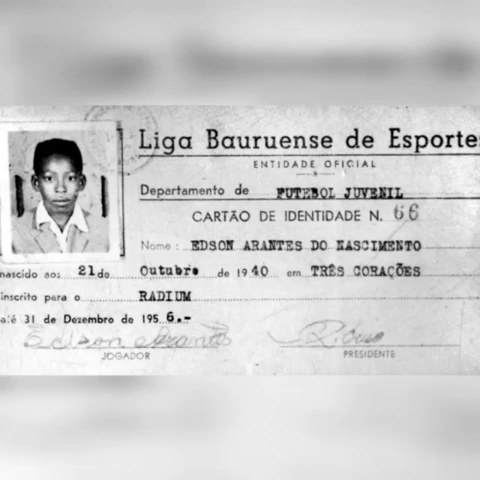 Liga Bauruense de Esportes
ENTIDADE OFICIAL
Departamento de FUTEBOL JUVENIL
CARTÃO DE IDENTIDADE N. 66
Nome: EDSON ARANTES DO NASCIMENTO
nascido aos 21 de Outubro de 1940 em TRÊS CORAÇÕES
inscrito para o RADIUM
até 31 de Dezembro de 1956.-
Edson Arantes
JOGADOR
PRESIDENTE